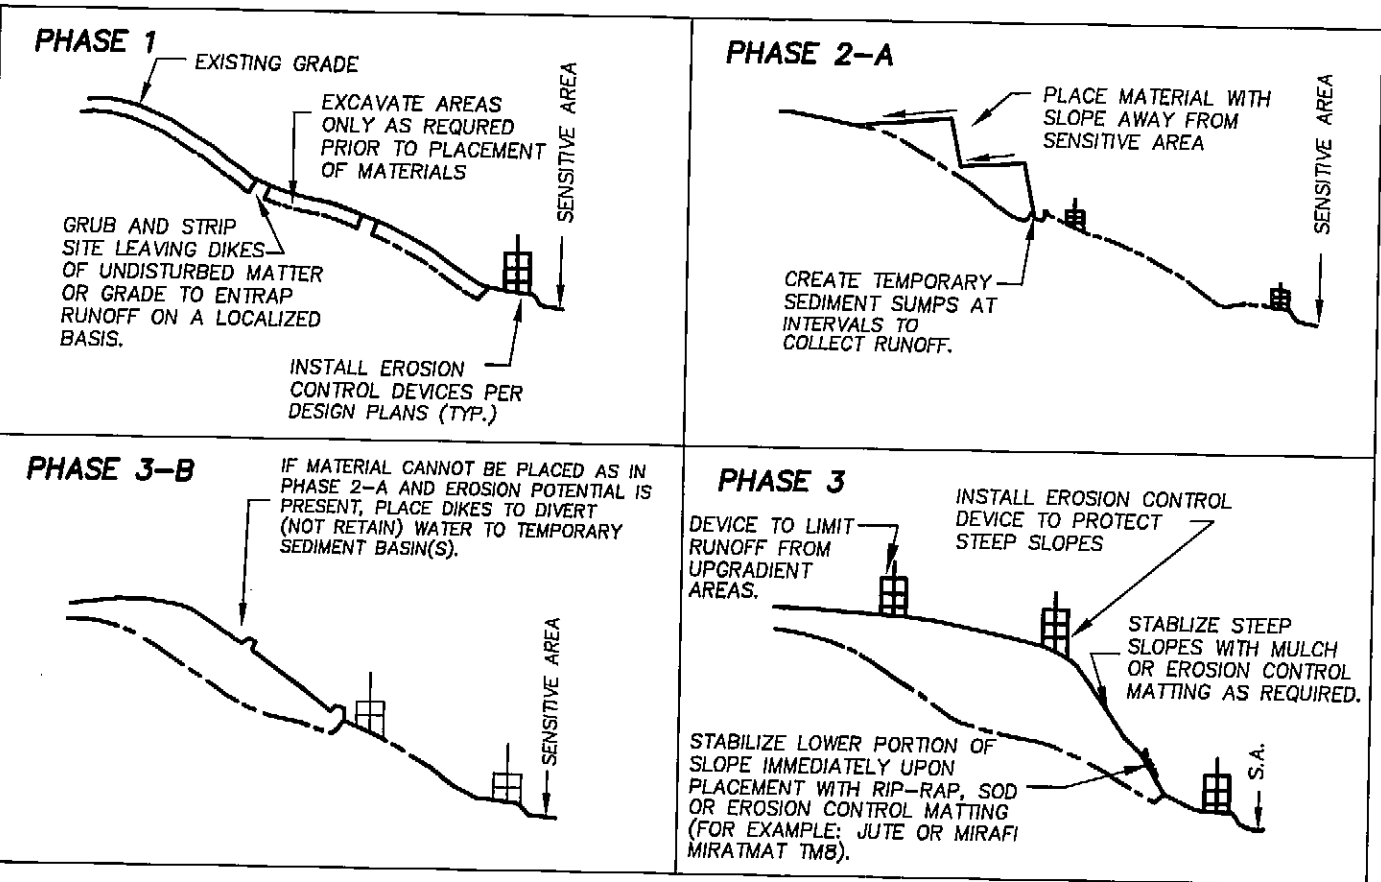 PHASE 1
EXISTING GRADE
EXCAVATE AREAS
ONLY AS REQURED
PRIOR TO PLACEMENT
OF MATERIALS
SENSITIVE AREA
GRUB AND STRIP
SITE LEAVING DIKES
OF UNDISTURBED MATTER
OR GRADE TO ENTRAP
RUNOFF ON A LOCALIZED
BASIS.
INSTALL EROSION
CONTROL DEVICES PER
DESIGN PLANS (TYP.)
PHASE 2-A
PLACE MATERIAL WITH
SLOPE AWAY FROM
SENSITIVE AREA
SENSITIVE AREA
CREATE TEMPORARY
SEDIMENT SUMPS AT
INTERVALS TO
COLLECT RUNOFF.
PHASE 3-B
IF MATERIAL CANNOT BE PLACED AS IN
PHASE 2-A AND EROSION POTENTIAL IS
PRESENT, PLACE DIKES TO DIVERT
(NOT RETAIN) WATER TO TEMPORARY
SEDIMENT BASIN(S).
SENSITIVE AREA
PHASE 3
DEVICE TO LIMIT
RUNOFF FROM
UPGRADIENT
AREAS.
INSTALL EROSION CONTROL
DEVICE TO PROTECT
STEEP SLOPES
STABLIZE STEEP
SLOPES WITH MULCH
OR EROSION CONTROL
MATTING AS REQUIRED.
STABILIZE LOWER PORTION OF
SLOPE IMMEDIATELY UPON
PLACEMENT WITH RIP-RAP, SOD
OR EROSION CONTROL MATTING
(FOR EXAMPLE: JUTE OR MIRAFI
MIRATMAT TM8).
S.A.